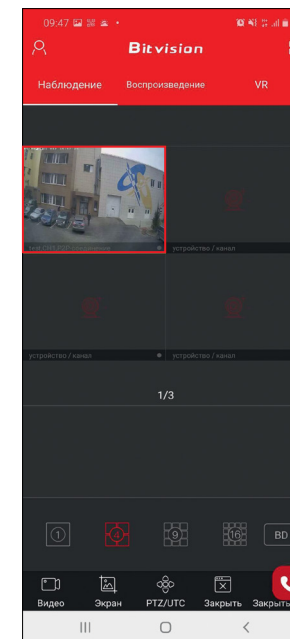 09:47
Bitvision
Наблюдение Воспроизведение VR
устройство / канал
устройство / канал устройство / канал
1/3
1 4 9 16 BD
Видео Экран PTZ/UTC Закрыть Закрыть